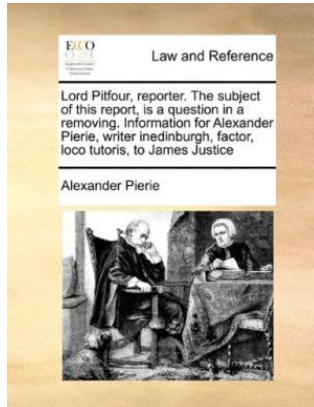 ECCO
Law and Reference
Lord Pitfour, reporter. The subject
of this report, is a question in a
removing. Information for Alexander
Pierie, writer inedinburgh, factor,
loco tutoris, to James Justice
Alexander Pierie